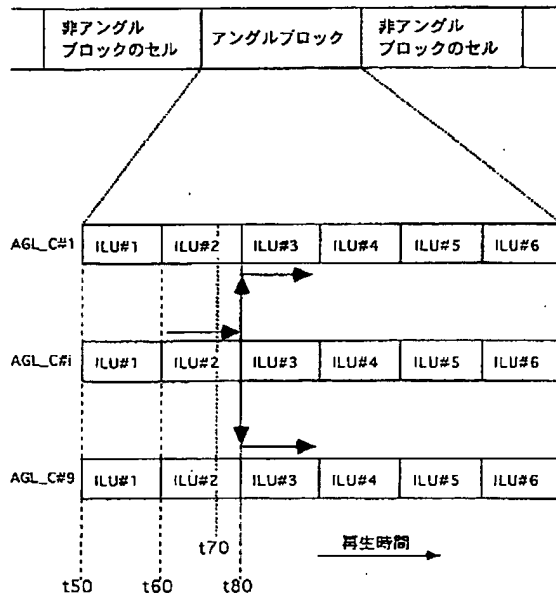 非アングル
ブロックのセル
アングルブロック
非アングル
ブロックのセル
AGL_C#1
ILU#1
ILU#2
ILU#3
ILU#4
ILU#5
ILU#6
AGL_C#i
ILU#1
ILU#2
ILU#3
ILU#4
ILU#5
ILU#6
AGL_C#9
ILU#1
ILU#2
ILU#3
ILU#4
ILU#5
ILU#6
t70
再生時間
t50
t60
t80